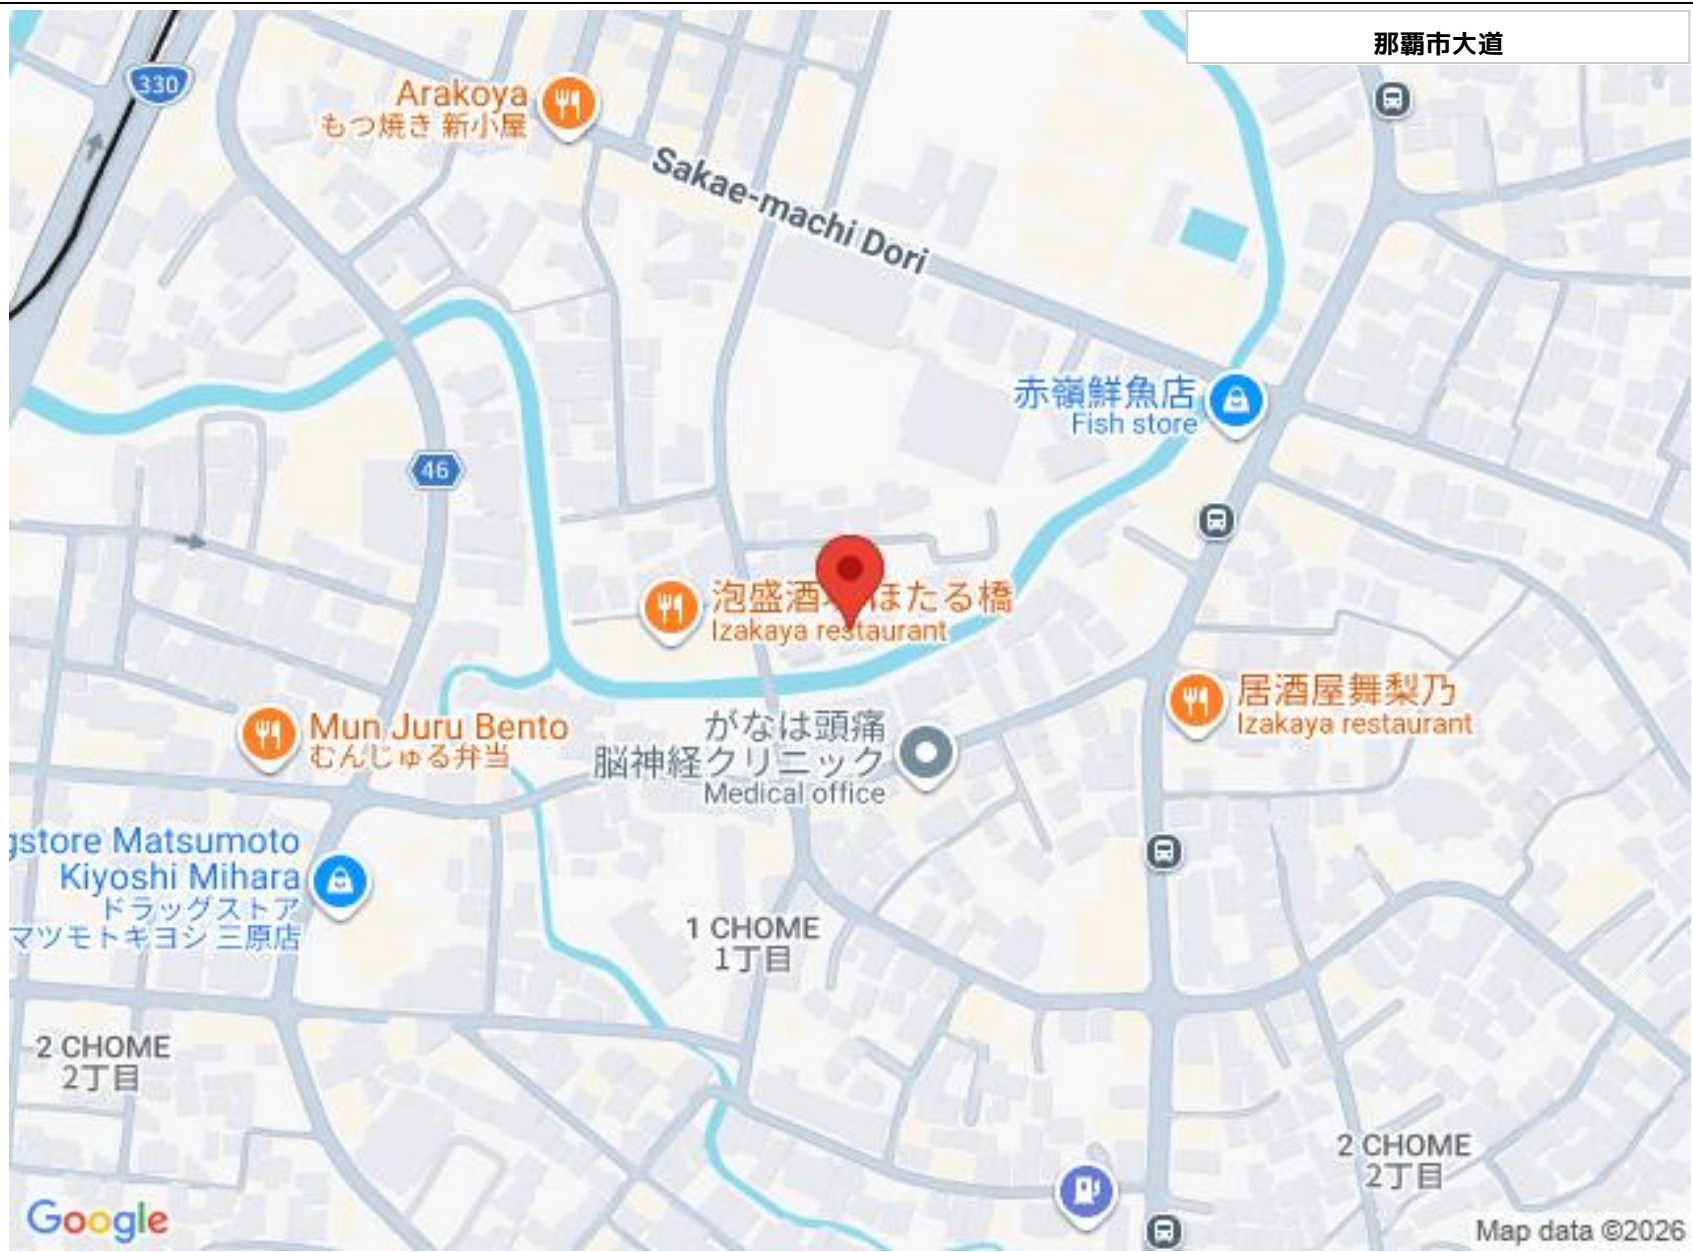 那覇市大道
330
Arakoya
もつ焼き 新小屋
Sakae-machi Dori
赤嶺鮮魚店
Fish store
46
ほたる橋
Izakaya restaurant
居酒屋舞梨乃
Izakaya restaurant
Mun Juru Bento
むんじゅる弁当
がなは頭痛
脳神経クリニック
Medical office
gstore Matsumoto
Kiyoshi Mihara
ドラッグストア
マツモトキヨシ 三原店
1 CHOME
1丁目
2 CHOME
2丁目
2 CHOME
2丁目
Google
Map data ©2026